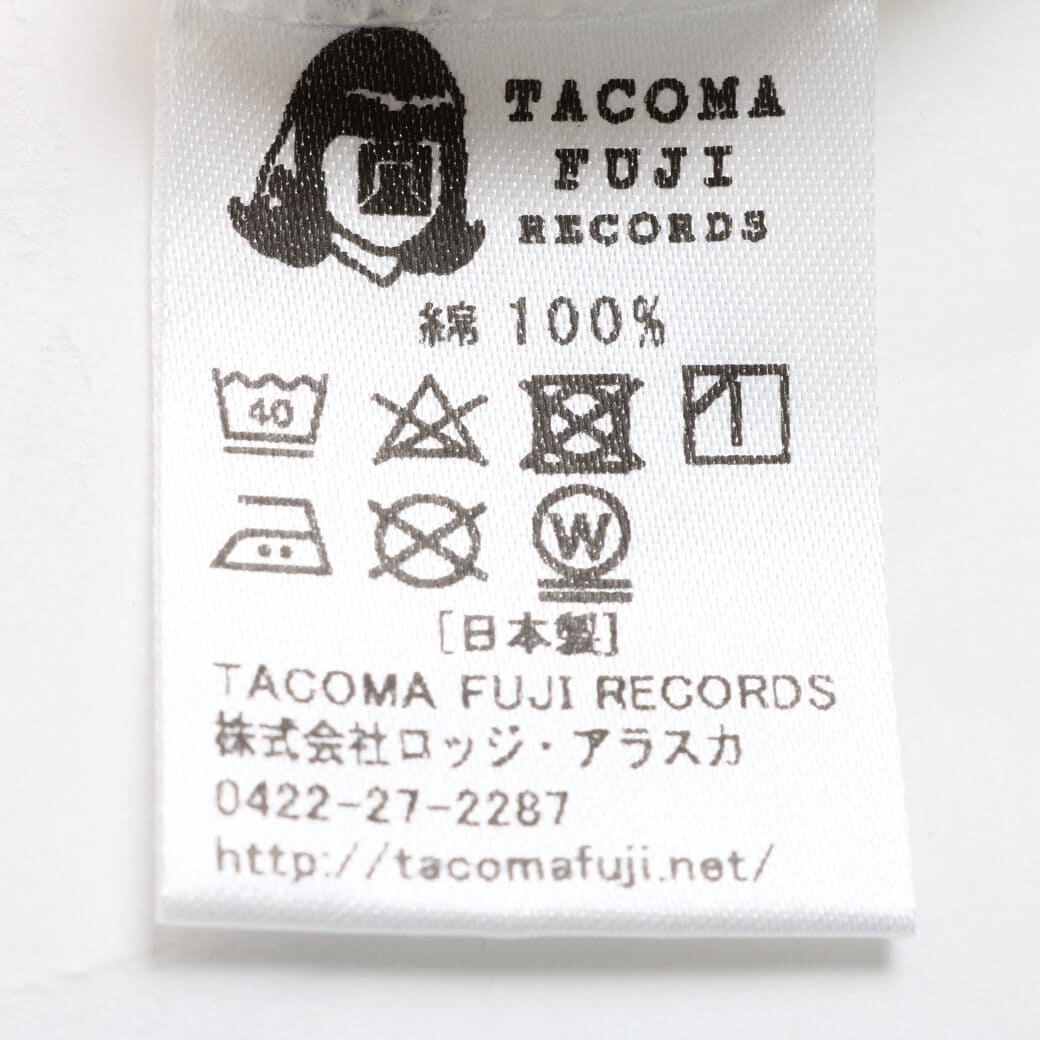 TACOMA
FUJI
RECORDS
綿 100%
40
W
[日本製]
TACOMA FUJI RECORDS
株式会社ロッジ・アラスカ
0422-27-2287
http://tacomafuji.net/